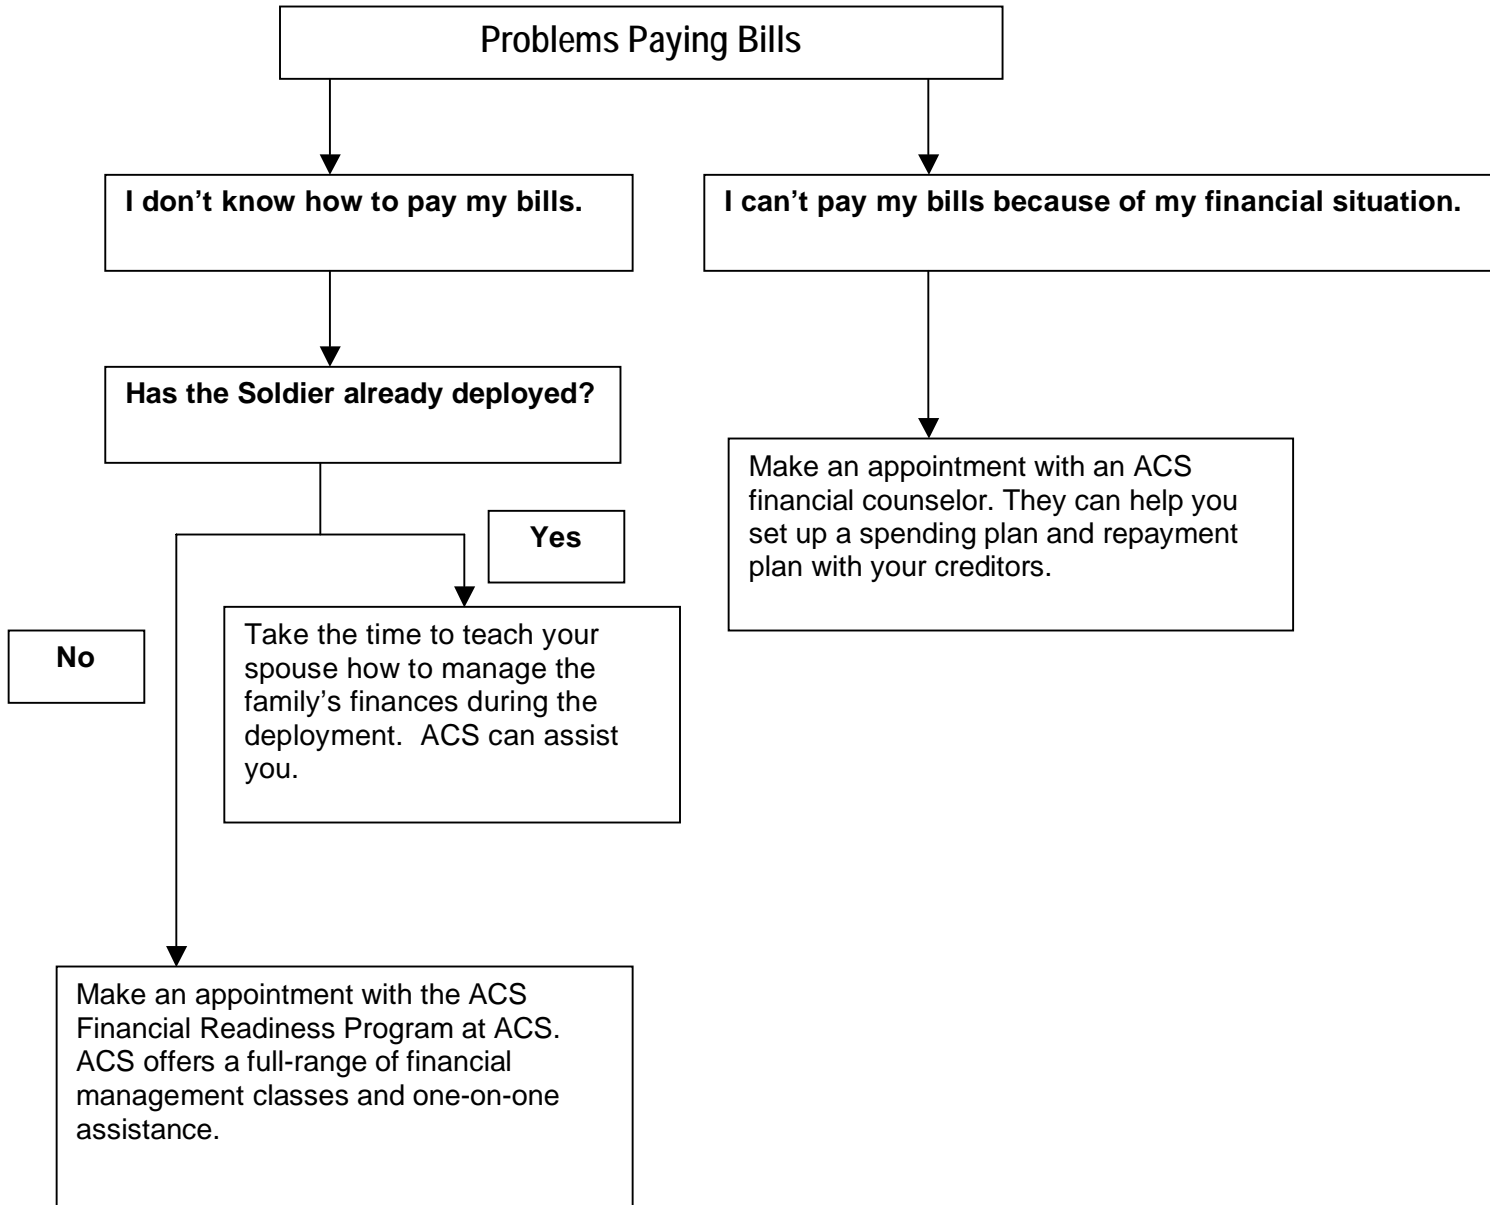 Problems Paying Bills
I don’t know how to pay my bills.
I can’t pay my bills because of my financial situation.
Has the Soldier already deployed?
Make an appointment with an ACS
financial counselor. They can help you
set up a spending plan and repayment
plan with your creditors.
Yes
No
Take the time to teach your
spouse how to manage the
family’s finances during the
deployment.  ACS can assist
you.
Make an appointment with the ACS
Financial Readiness Program at ACS.
ACS offers a full-range of financial
management classes and one-on-one
assistance.